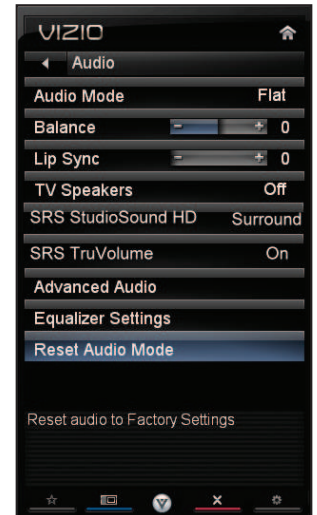 VIZIO
Audio
Audio Mode Flat
Balance - + 0
Lip Sync - + 0
TV Speakers Off
SRS StudioSound HD Surround
SRS TruVolume On
Advanced Audio
Equalizer Settings
Reset Audio Mode
Reset audio to Factory Settings
V